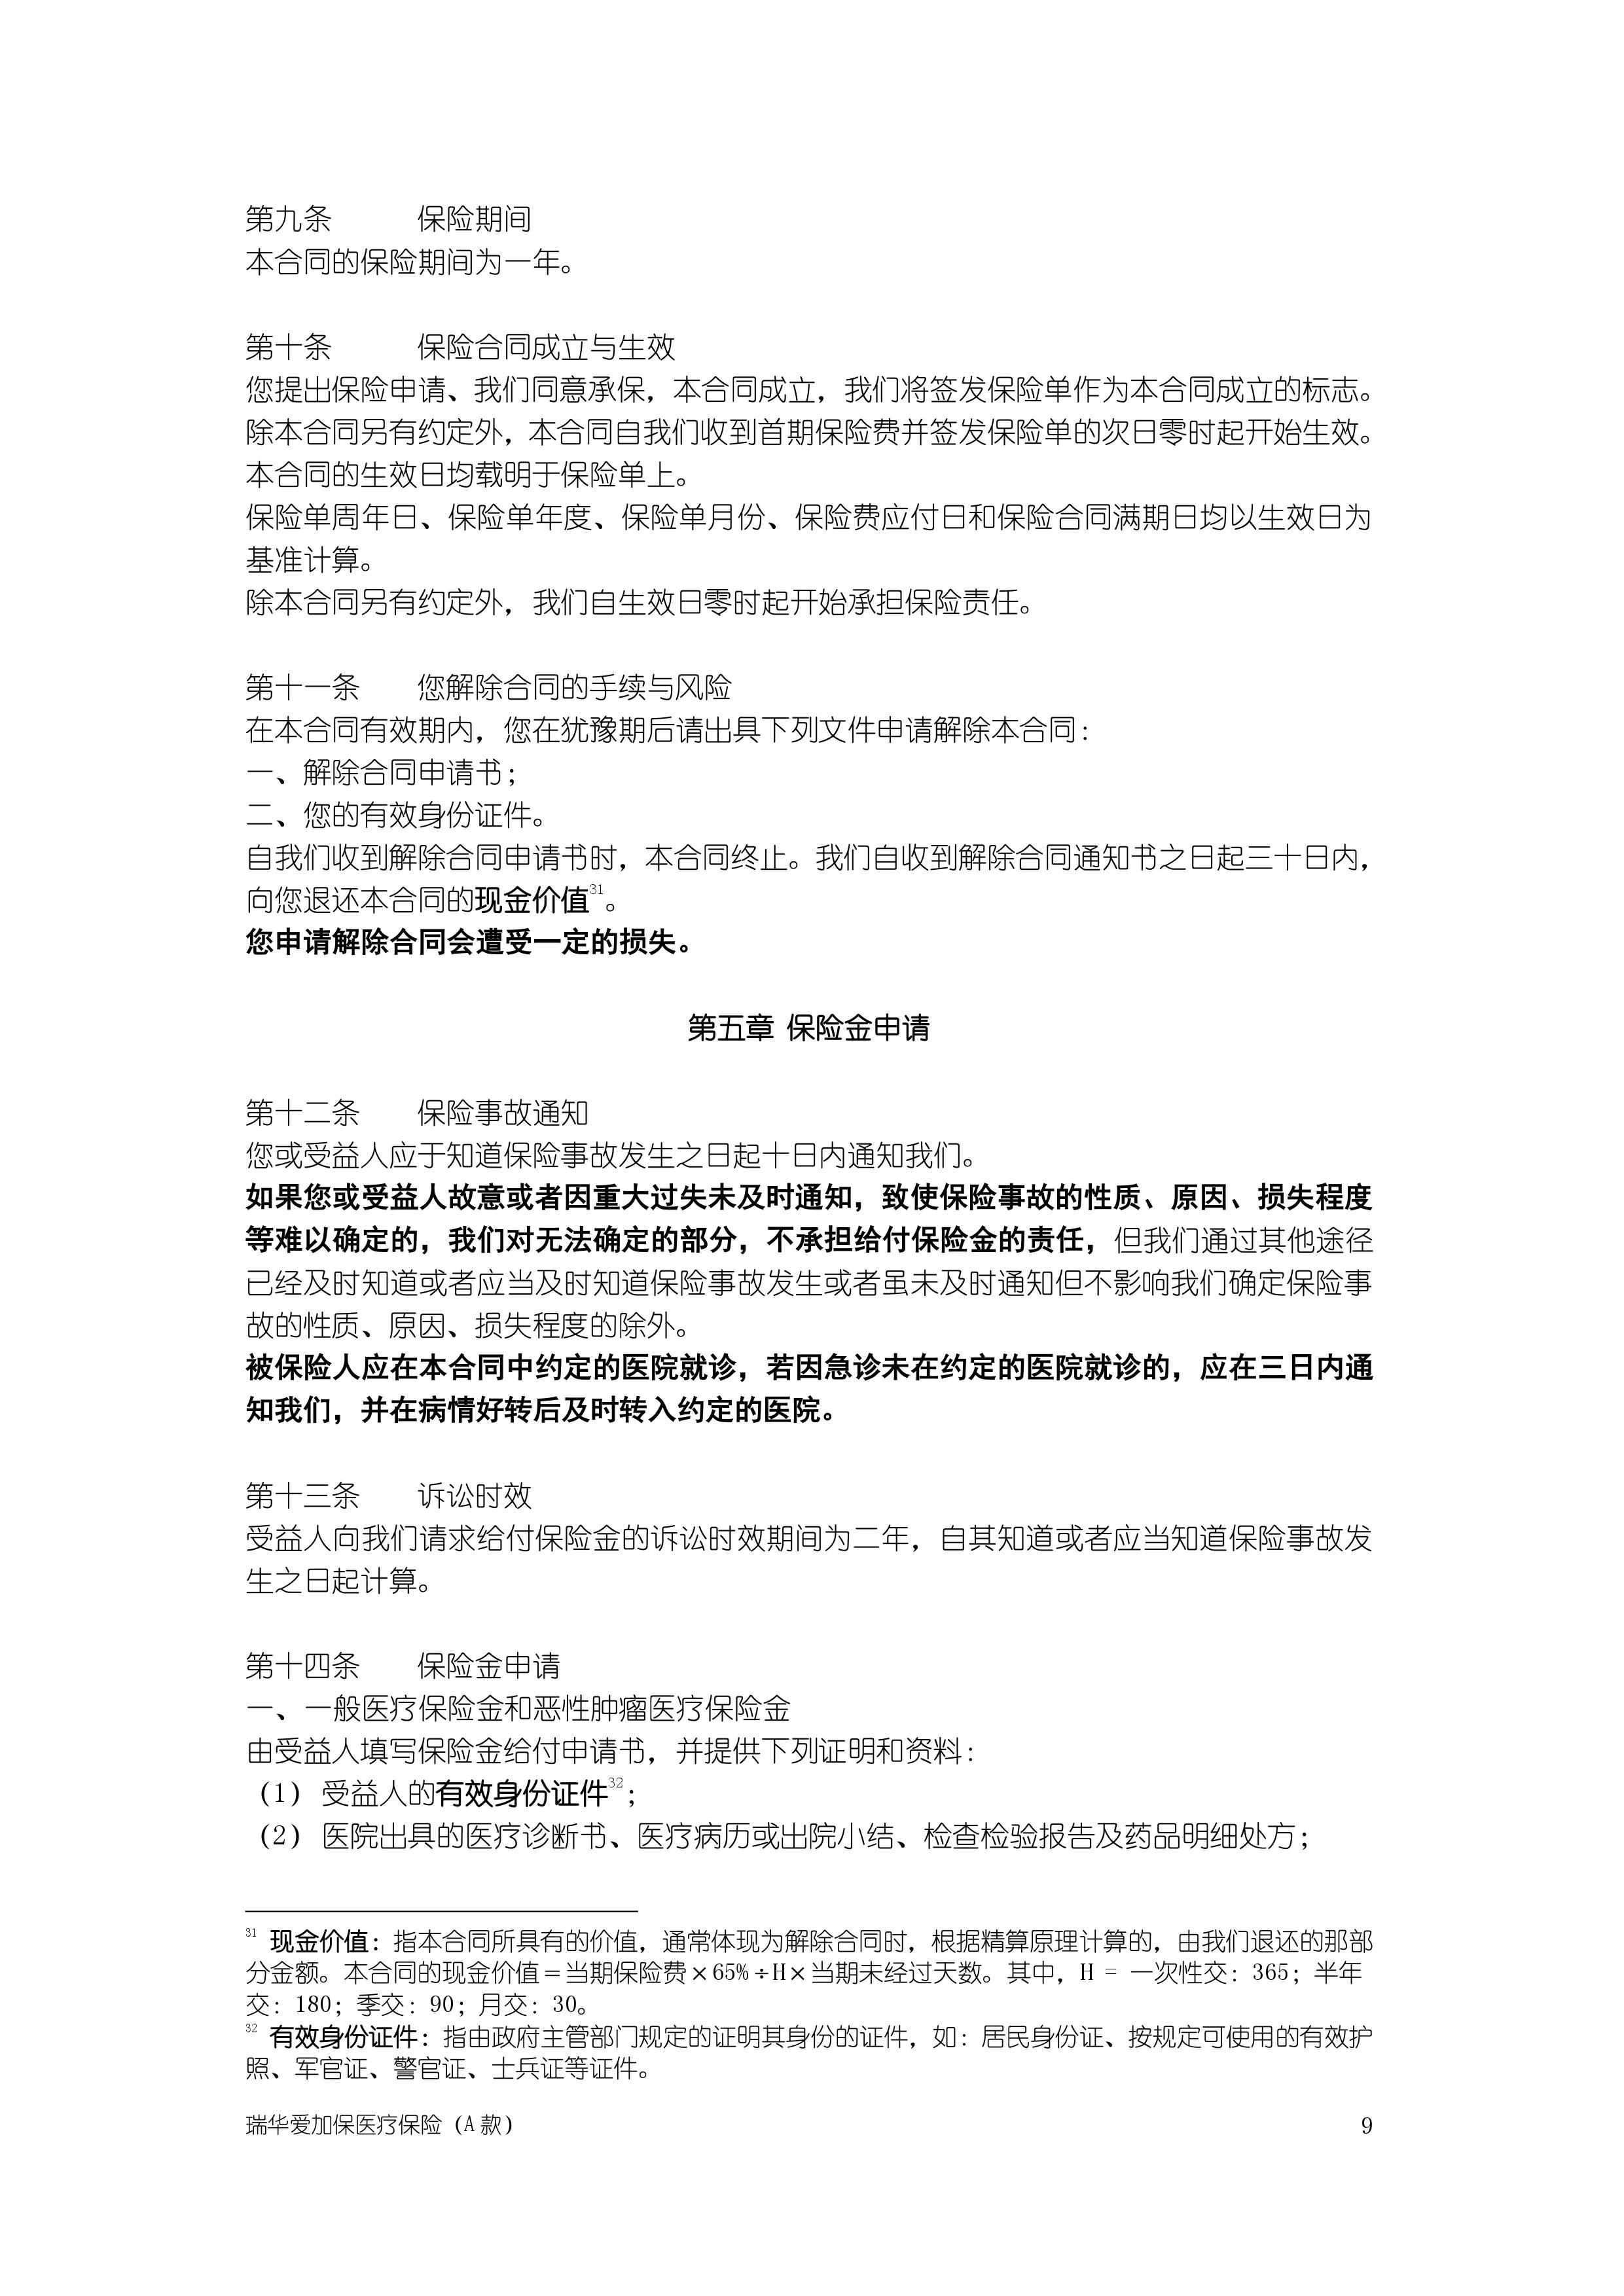 第九条 保险期间
本合同的保险期间为一年。
第十条 保险合同成立与生效
您提出保险申请、我们同意承保，本合同成立，我们将签发保险单作为本合同成立的标志。
除本合同另有约定外，本合同自我们收到首期保险费并签发保险单的次日零时起开始生效。
本合同的生效日均载明于保险单上。
保险单周年日、保险单年度、保险单月份、保险费应付日和保险合同满期日均以生效日为
基准计算。
除本合同另有约定外，我们自生效日零时起开始承担保险责任。
第十一条 您解除合同的手续与风险
在本合同有效期内，您在犹豫期后请出具下列文件申请解除本合同：
一、解除合同申请书；
二、您的有效身份证件。
自我们收到解除合同申请书时，本合同终止。我们自收到解除合同通知书之日起三十日内，
向您退还本合同的现金价值31。
您申请解除合同会遭受一定的损失。
第五章 保险金申请
第十二条 保险事故通知
您或受益人应于知道保险事故发生之日起十日内通知我们。
如果您或受益人故意或者因重大过失未及时通知，致使保险事故的性质、原因、损失程度
等难以确定的，我们对无法确定的部分，不承担给付保险金的责任，但我们通过其他途径
已经及时知道或者应当及时知道保险事故发生或者虽未及时通知但不影响我们确定保险事
故的性质、原因、损失程度的除外。
被保险人应在本合同中约定的医院就诊，若因急诊未在约定的医院就诊的，应在三日内通
知我们，并在病情好转后及时转入约定的医院。
第十三条 诉讼时效
受益人向我们请求给付保险金的诉讼时效期间为二年，自其知道或者应当知道保险事故发
生之日起计算。
第十四条 保险金申请
一、一般医疗保险金和恶性肿瘤医疗保险金
由受益人填写保险金给付申请书，并提供下列证明和资料：
（1） 受益人的有效身份证件32；
（2） 医院出具的医疗诊断书、医疗病历或出院小结、检查检验报告及药品明细处方；
31 现金价值：指本合同所具有的价值，通常体现为解除合同时，根据精算原理计算的，由我们退还的那部
分金额。本合同的现金价值＝当期保险费×65%÷H×当期未经过天数。其中，H = 一次性交：365；半年
交：180；季交：90；月交：30。
32 有效身份证件：指由政府主管部门规定的证明其身份的证件，如：居民身份证、按规定可使用的有效护
照、军官证、警官证、士兵证等证件。
瑞华爱加保医疗保险（A 款） 9